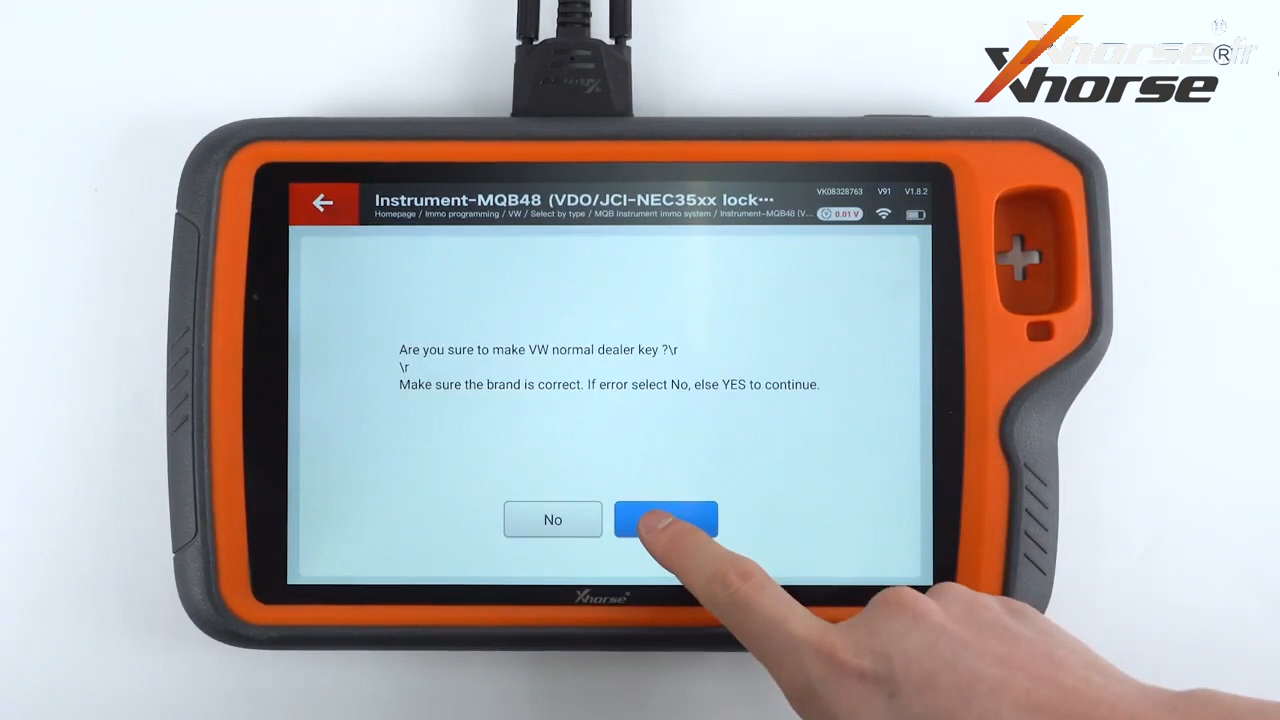 Xhorse®
Instrument-MQB48 (VDO/JCI-NEC35xx lock···
VK08328763 V91 V1.8.2
Homepage / Immo programming / VW / Select by type / MQB instrument immo system / Instrument-MQB48 (V...
0.01 V
Are you sure to make VW normal dealer key ?\r
\r
Make sure the brand is correct. If error select No, else YES to continue.
No
Xhorse